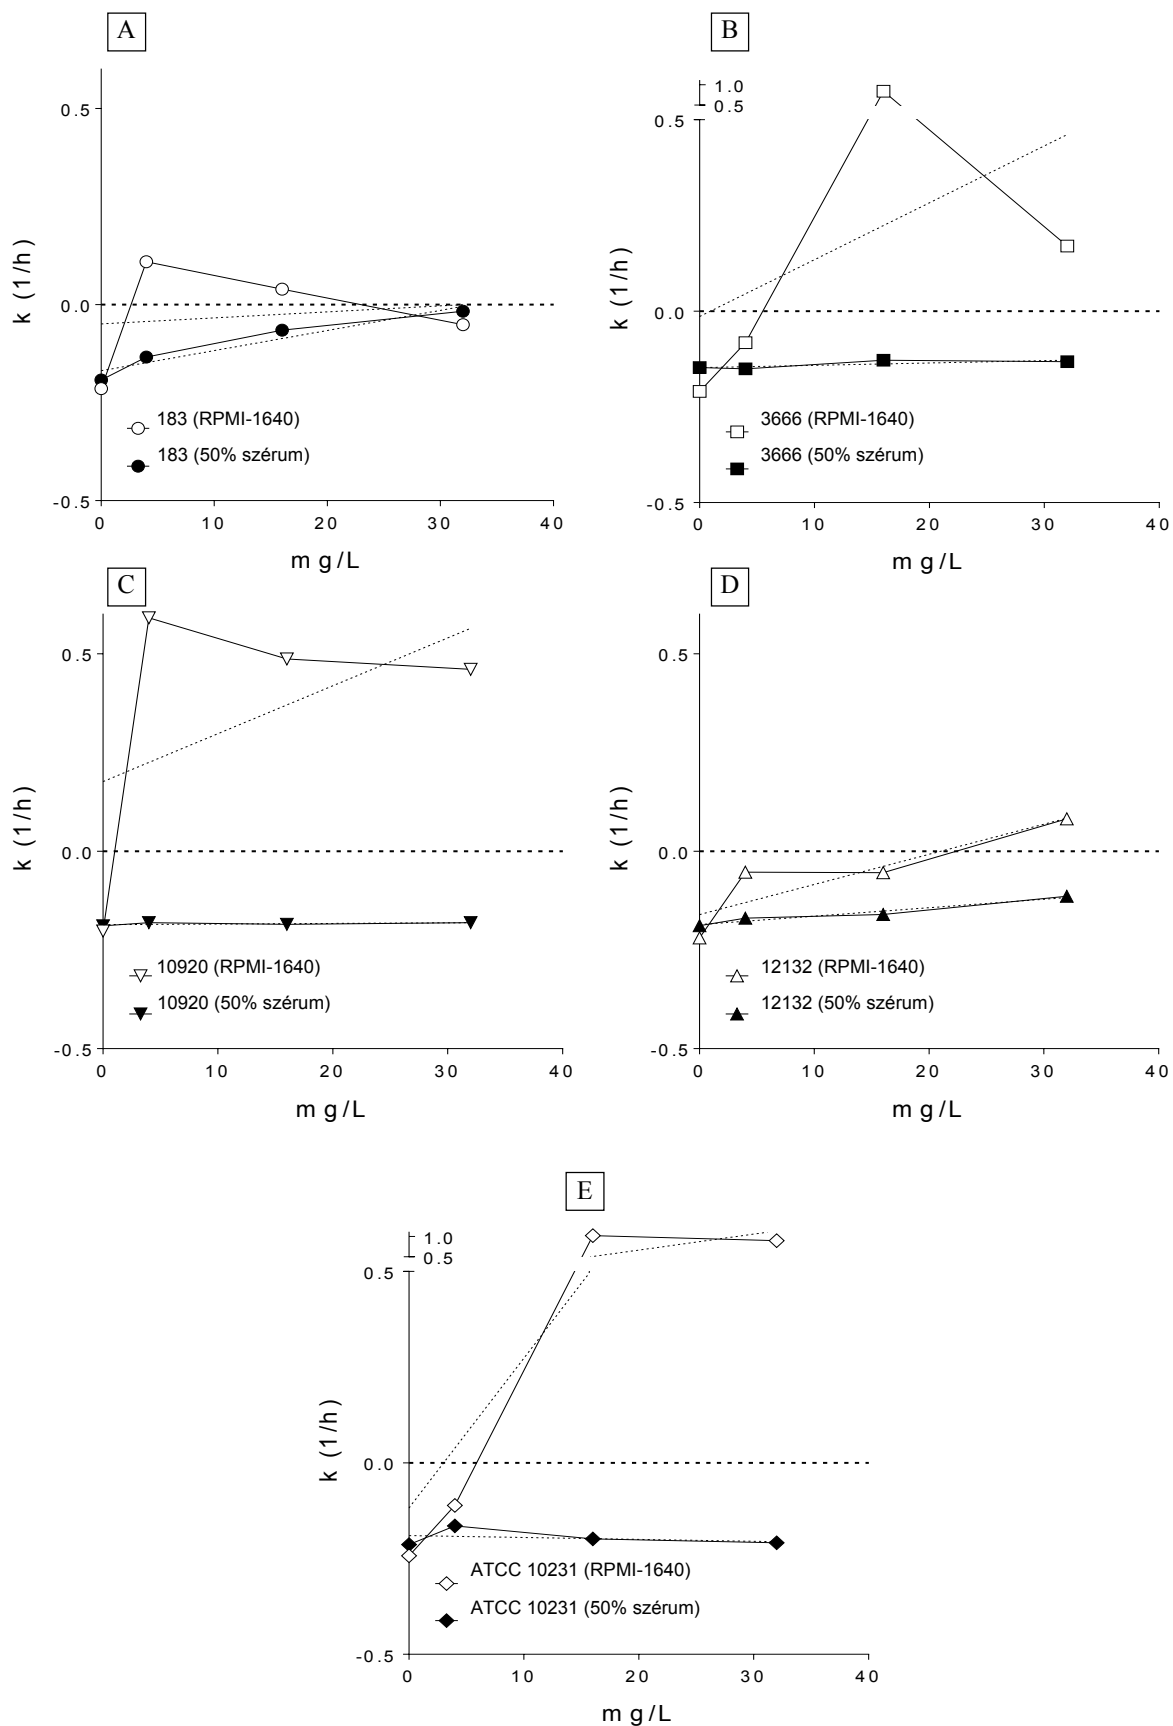 A
0.5
0.0
-0.5
k (1/h)
183 (RPMI-1640)
183 (50% szérum)
0 10 20 30 40
mg/L
B
1.0
0.5
0.5
0.0
-0.5
k (1/h)
3666 (RPMI-1640)
3666 (50% szérum)
0 10 20 30 40
mg/L
C
0.5
0.0
-0.5
k (1/h)
10920 (RPMI-1640)
10920 (50% szérum)
0 10 20 30 40
mg/L
D
0.5
0.0
-0.5
k (1/h)
12132 (RPMI-1640)
12132 (50% szérum)
0 10 20 30 40
mg/L
E
1.0
0.5
0.5
0.0
-0.5
k (1/h)
ATCC 10231 (RPMI-1640)
ATCC 10231 (50% szérum)
0 10 20 30 40
mg/L